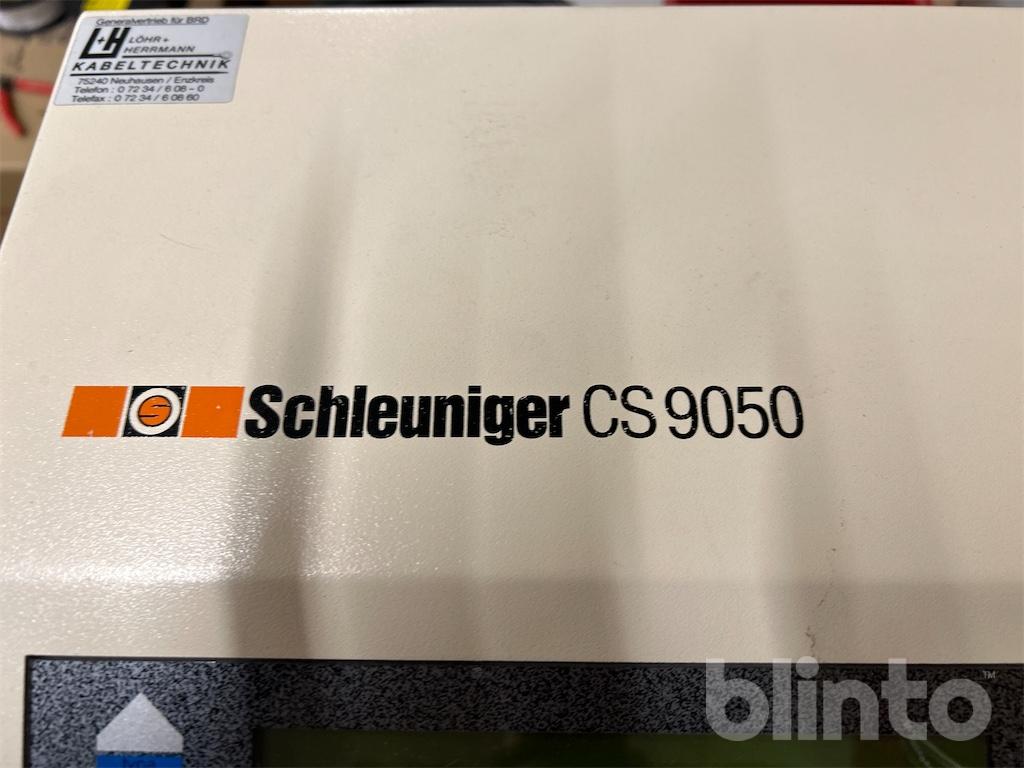 Generalvertrieb für BRD
L+H LÖHR +
HERRMANN
KABELTECHNIK
75240 Neuhausen / Enzkreis
Telefon : 0 72 34 / 6 08 - 0
Telefax : 0 72 34 / 6 08 60
S Schleuniger CS 9050
blinto™